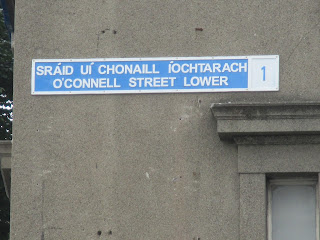 SRÁID UÍ CHONAILL ÍOCHTARACH
O'CONNELL STREET LOWER
1